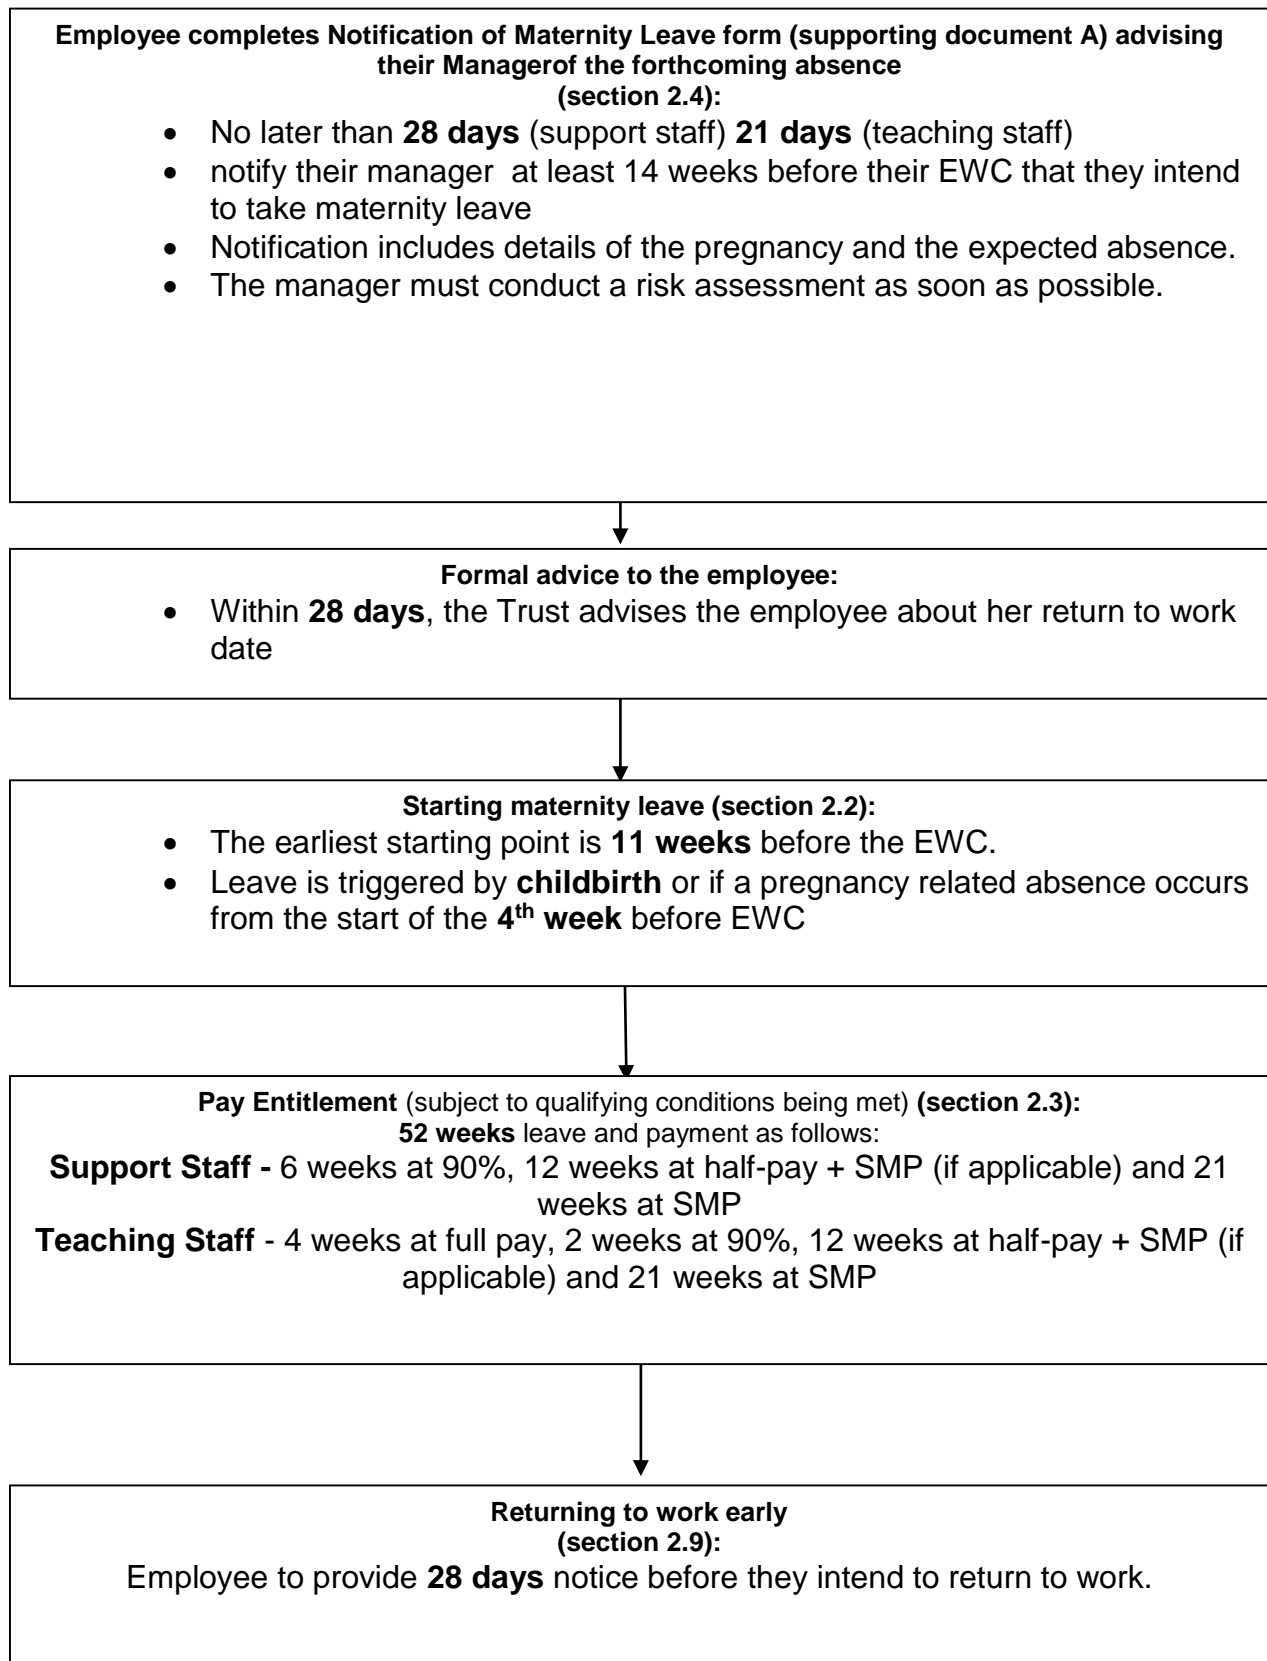 Employee completes Notification of Maternity Leave form (supporting document A) advising
their Managerof the forthcoming absence
(section 2.4):
• No later than 28 days (support staff) 21 days (teaching staff)
• notify their manager at least 14 weeks before their EWC that they intend
to take maternity leave
• Notification includes details of the pregnancy and the expected absence.
• The manager must conduct a risk assessment as soon as possible.
Formal advice to the employee:
• Within 28 days, the Trust advises the employee about her return to work
date
Starting maternity leave (section 2.2):
• The earliest starting point is 11 weeks before the EWC.
• Leave is triggered by childbirth or if a pregnancy related absence occurs
from the start of the 4th week before EWC
Pay Entitlement (subject to qualifying conditions being met) (section 2.3):
52 weeks leave and payment as follows:
Support Staff - 6 weeks at 90%, 12 weeks at half-pay + SMP (if applicable) and 21
weeks at SMP
Teaching Staff - 4 weeks at full pay, 2 weeks at 90%, 12 weeks at half-pay + SMP (if
applicable) and 21 weeks at SMP
Returning to work early
(section 2.9):
Employee to provide 28 days notice before they intend to return to work.